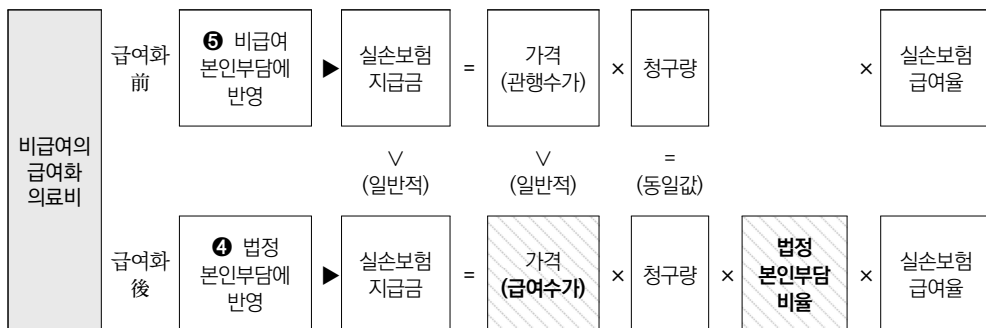 비급여의
급여화
의료비
급여화
前
❺ 비급여
본인부담에
반영
▶
실손보험
지급금
=
가격
(관행수가)
×
청구량
×
실손보험
급여율
∨
(일반적)
∨
(일반적)
=
(동일값)
급여화
後
❹ 법정
본인부담에
반영
▶
실손보험
지급금
=
가격
(급여수가)
×
청구량
×
법정
본인부담
비율
×
실손보험
급여율